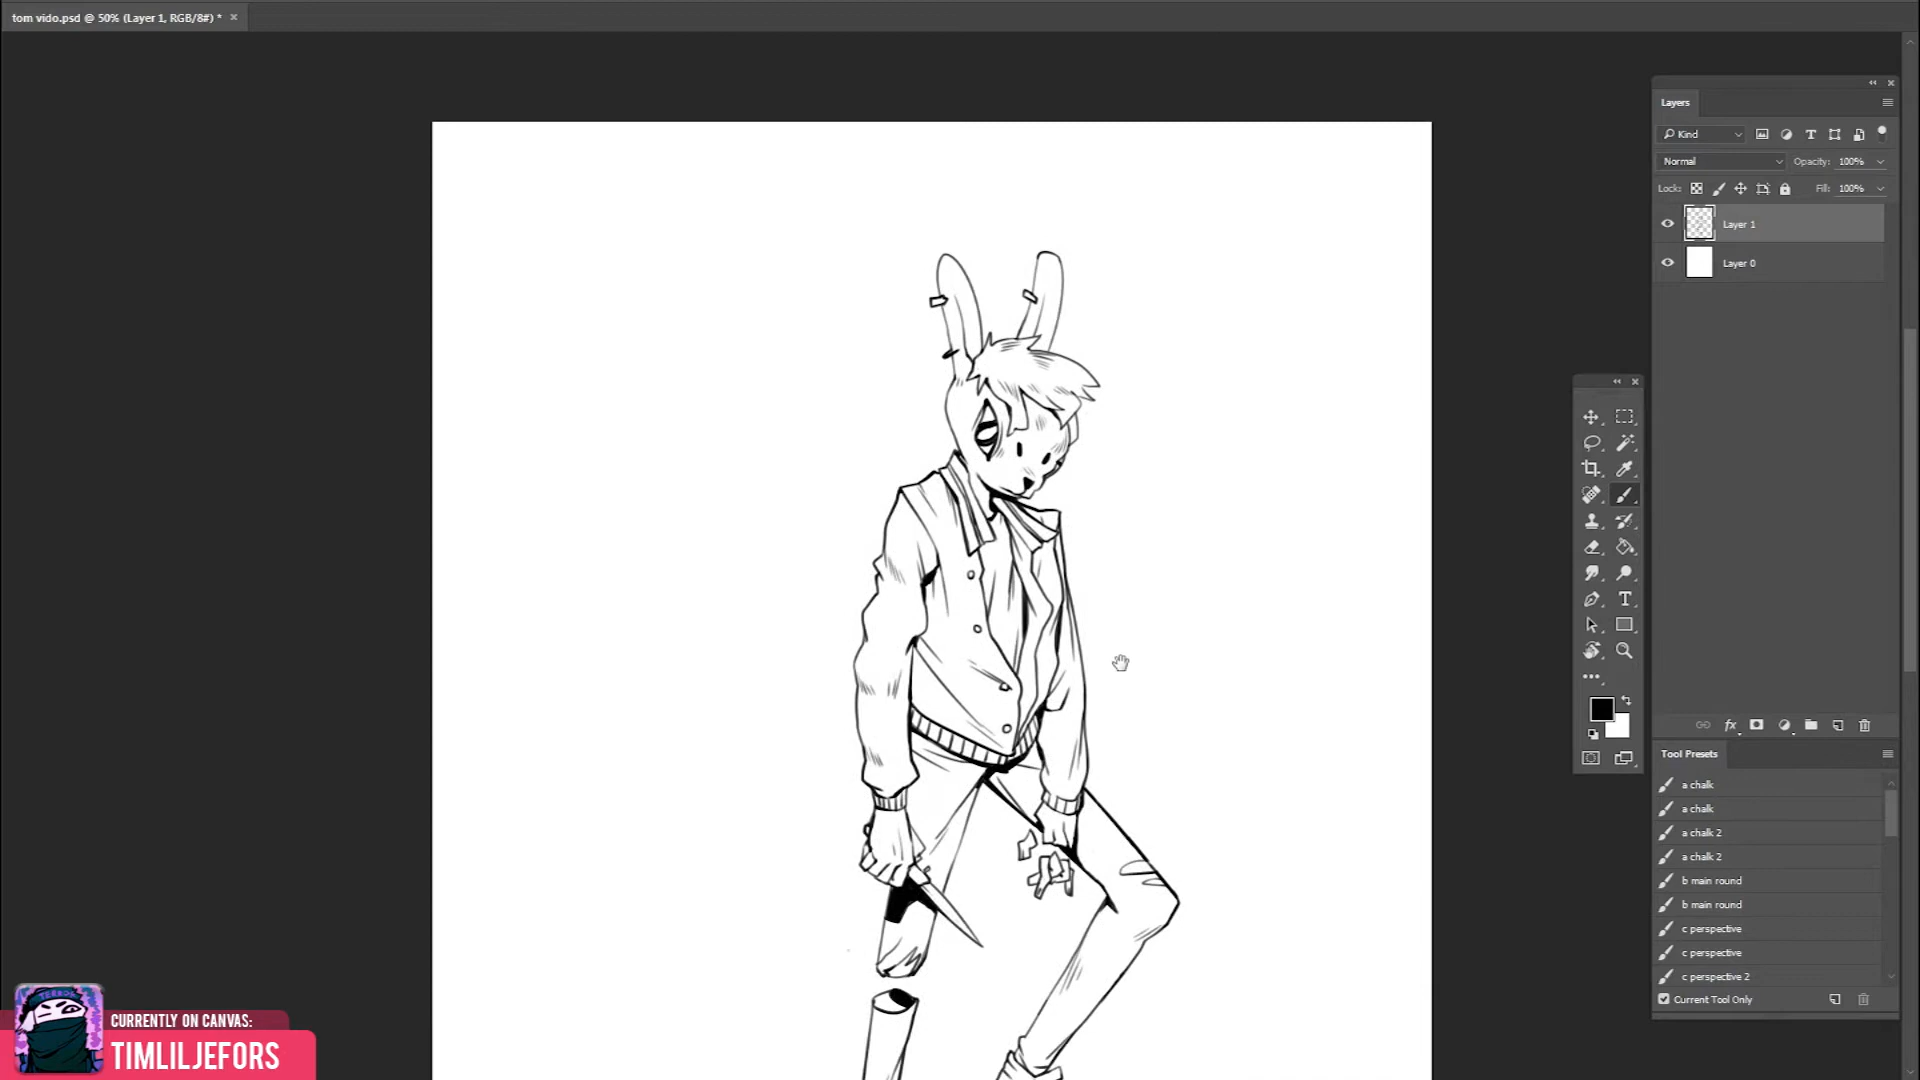 tom vido.psd @ 50% (Layer 1, RGB/8#) *
Layers
Kind
Normal
Opacity: 100%
Lock:
Fill: 100%
Layer 1
Layer 0
fx
Tool Presets
a chalk
a chalk
a chalk 2
a chalk 2
b main round
b main round
c perspective
c perspective
c perspective 2
Current Tool Only
TERROR
CURRENTLY ON CANVAS:
TIMLILJEFORS